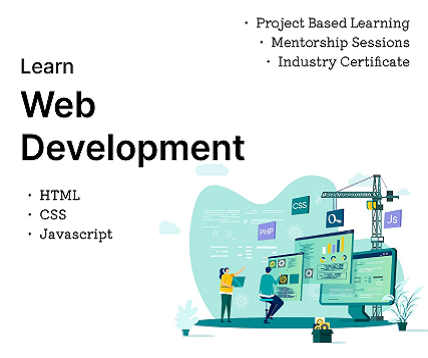 · Project Based Learning
· Mentorship Sessions
· Industry Certificate
Learn
Web
Development
· HTML
· CSS
· Javascript
CSS
PHP
Js